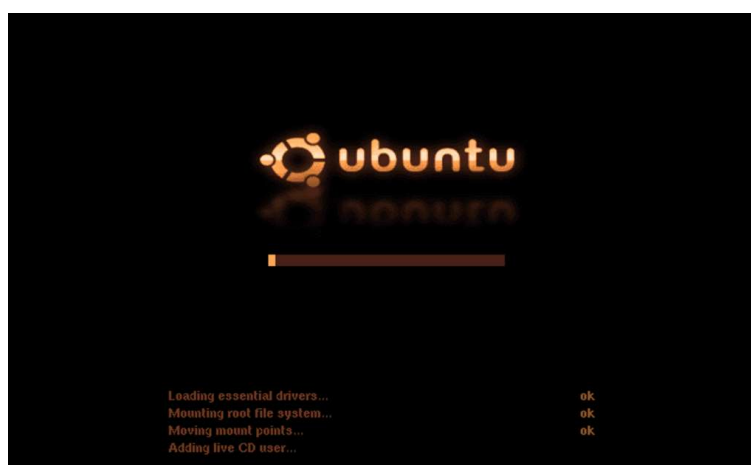 ubuntu
Loading essential drivers... ok
Mounting root file system... ok
Moving mount points... ok
Adding live CD user...